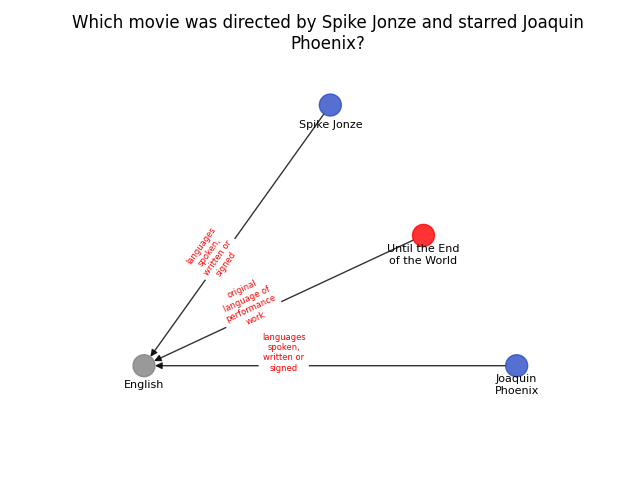 Which movie was directed by Spike Jonze and starred Joaquin
Phoenix?
Spike Jonze
languages
spoken,
written or
signed
Until the End
of the World
original
language of
performance
work
languages
spoken,
written or
signed
English
Joaquin
Phoenix